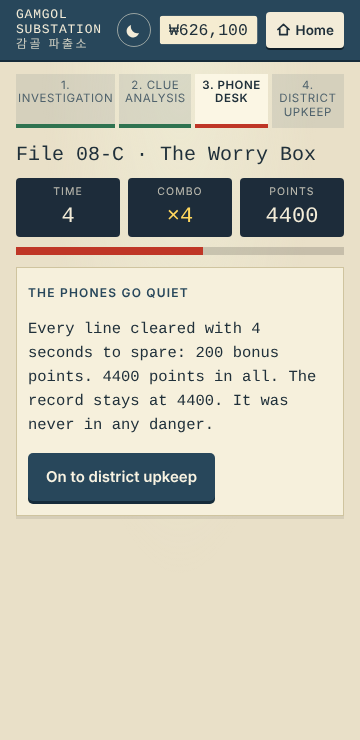 GAMGOL
SUBSTATION
감골 파출소
₩626,100
Home
1.
INVESTIGATION
2. CLUE
ANALYSIS
3. PHONE
DESK
4.
DISTRICT
UPKEEP
File 08-C · The Worry Box
TIME
4
COMBO
×4
POINTS
4400
THE PHONES GO QUIET
Every line cleared with 4
seconds to spare: 200 bonus
points. 4400 points in all. The
record stays at 4400. It was
never in any danger.
On to district upkeep